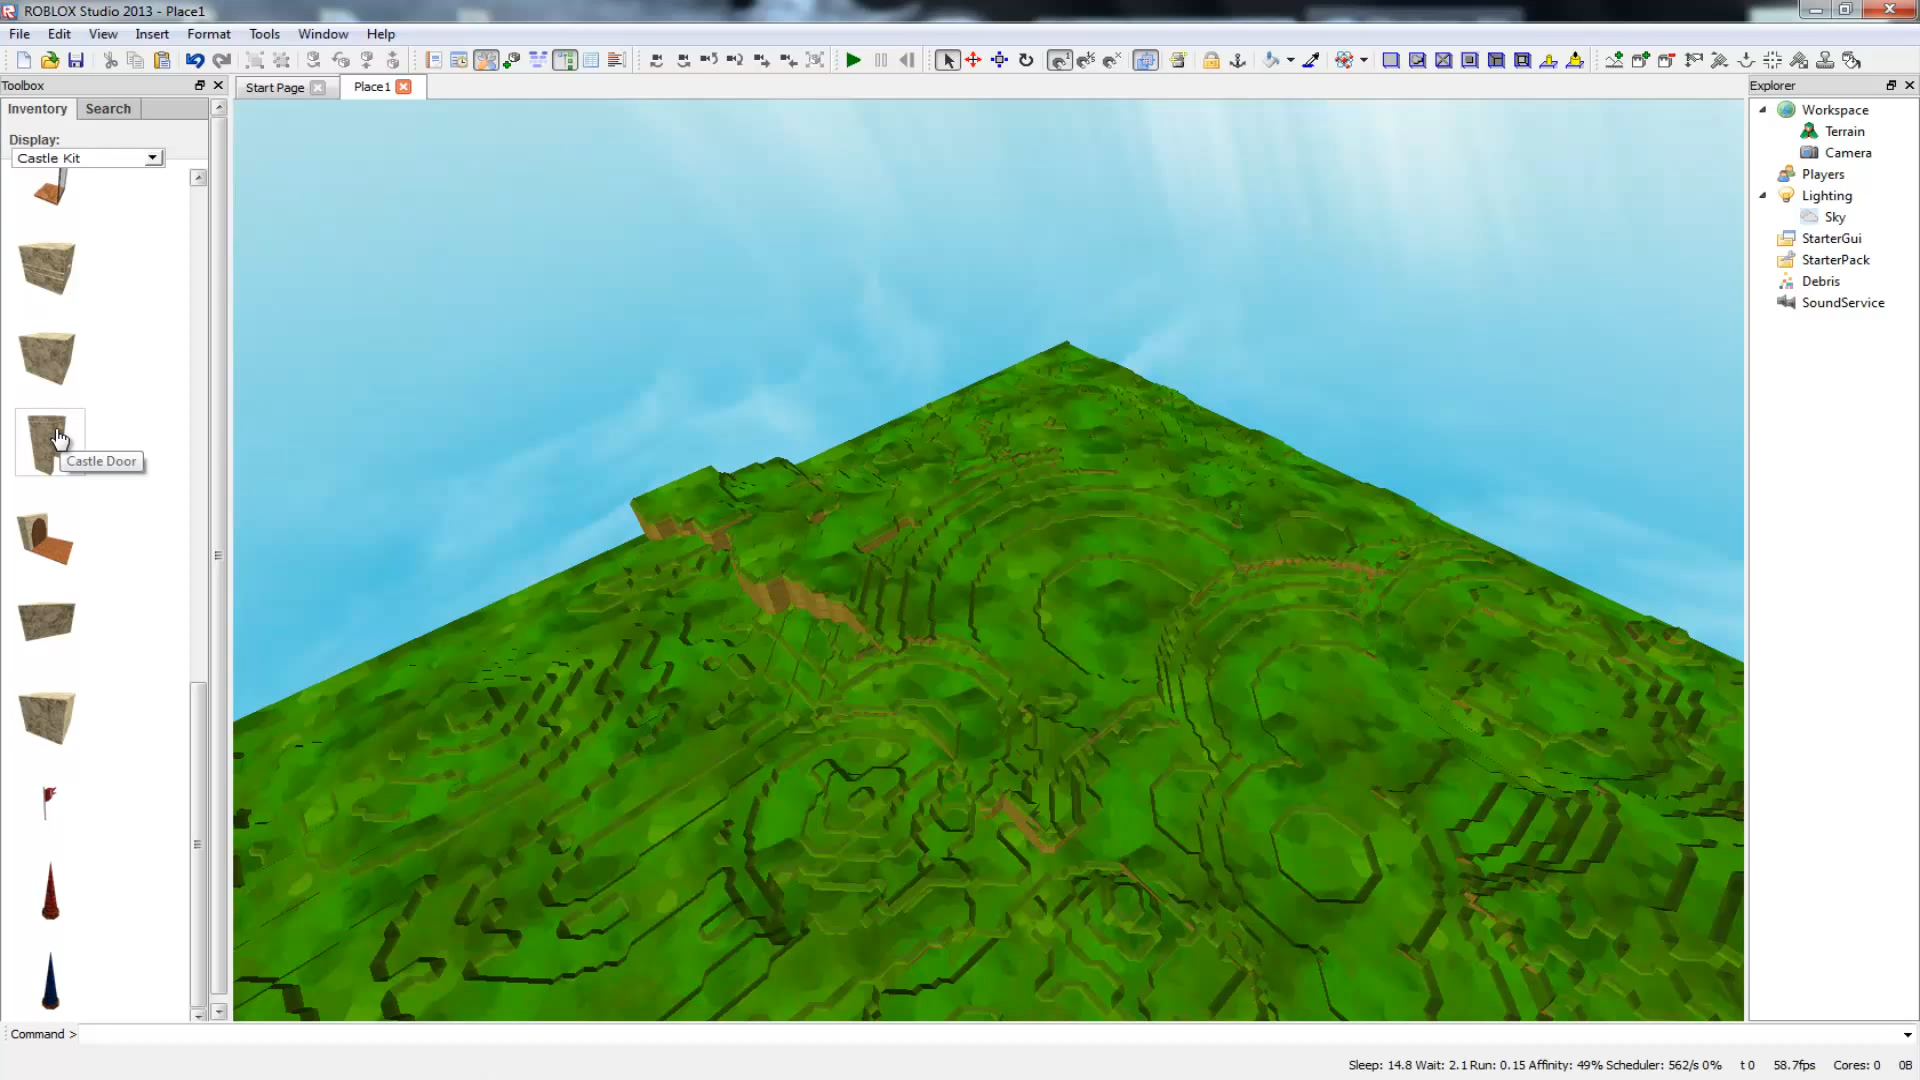 ROBLOX Studio 2013 - Place1
File Edit View Insert Format Tools Window Help
Toolbox
Start Page
Place1
Explorer
Inventory
Search
Display:
Castle Kit
Castle Door
Workspace
Terrain
Camera
Players
Lighting
Sky
StarterGui
StarterPack
Debris
SoundService
Command >
Sleep: 14.8 Wait: 2.1 Run: 0.15 Affinity: 49% Scheduler: 562/s 0% t 0 58.7fps Cores: 0 0B